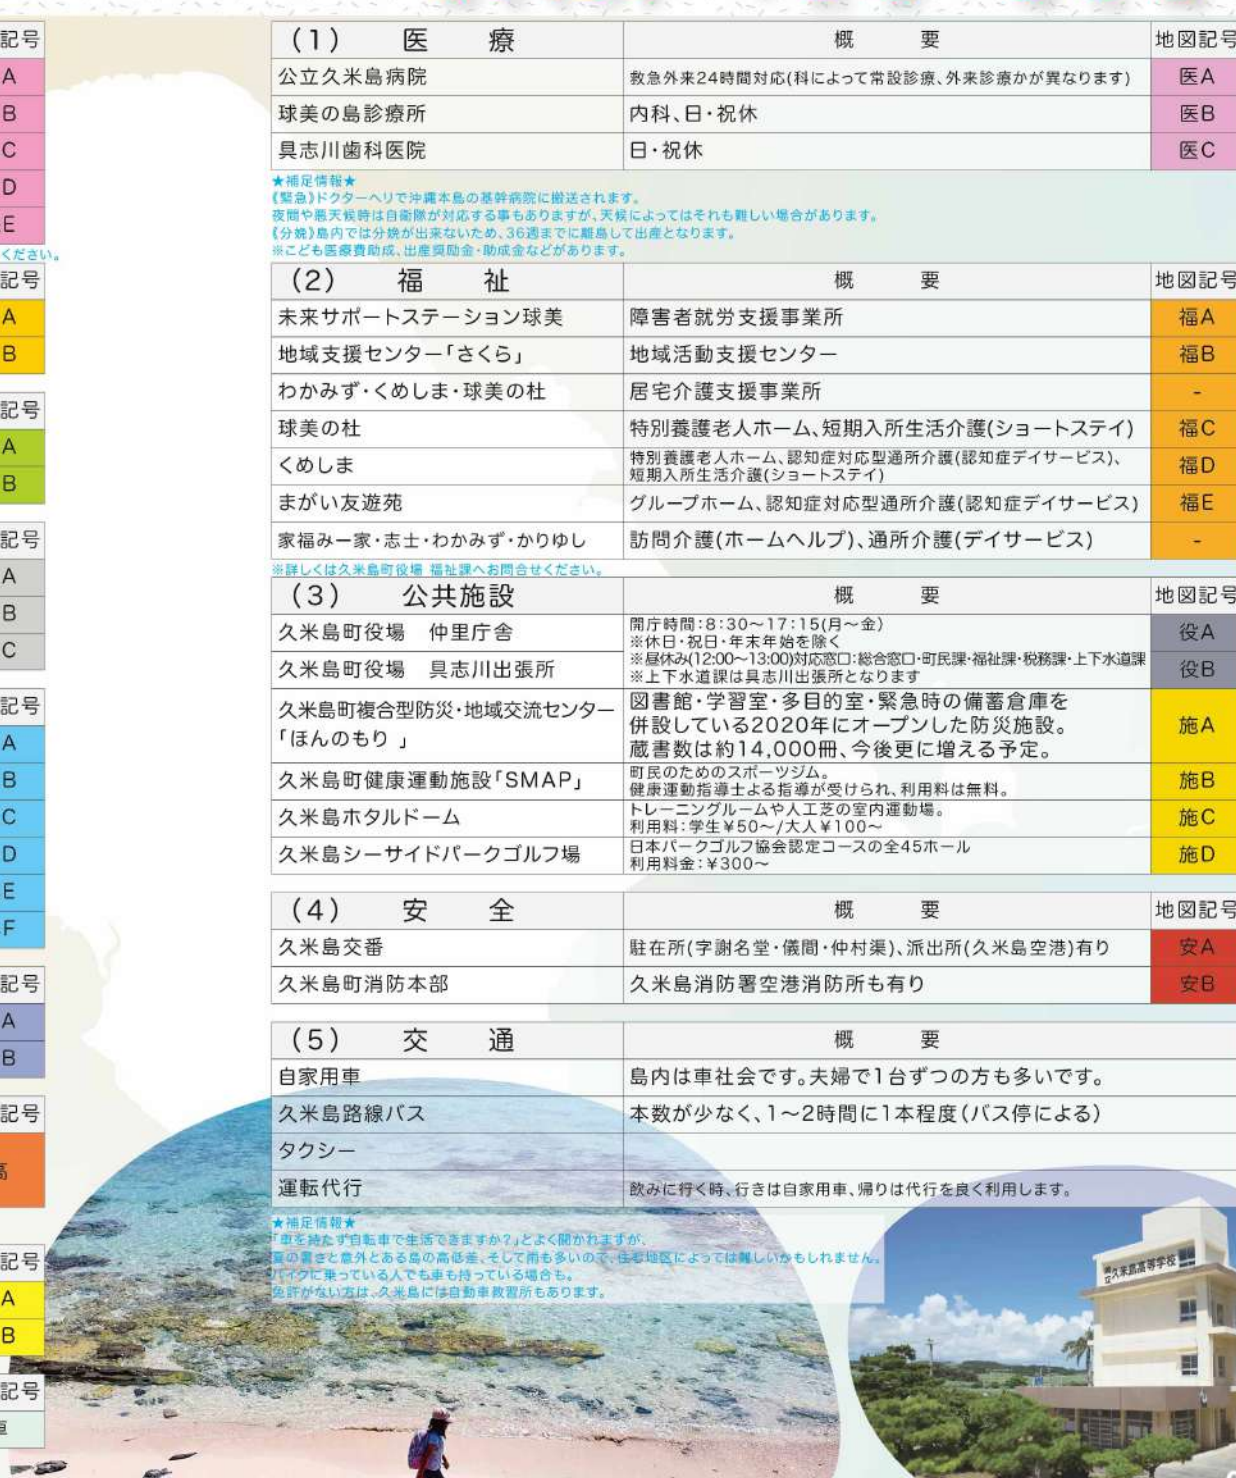 記号
A
B
C
D
E
ください。
記号
A
B
記号
A
B
記号
A
B
C
記号
A
B
C
D
E
F
記号
A
B
記号
高
記号
A
B
記号
(1) 医 療 概 要 地図記号
公立久米島病院 救急外来24時間対応(科によって常設診療、外来診療かが異なります) 医A
球美の島診療所 内科、日・祝休 医B
具志川歯科医院 日・祝休 医C
★補足情報★
《緊急》ドクターヘリで沖縄本島の基幹病院に搬送されます。
夜間や悪天候時は自衛隊が対応する事もありますが、天候によってはそれも難しい場合があります。
《分娩》島内では分娩が出来ないため、36週までに離島して出産となります。
※こども医療費助成、出産奨励金・助成金などがあります。
(2) 福 祉 概 要 地図記号
未来サポートステーション球美 障害者就労支援事業所 福A
地域支援センター「さくら」 地域活動支援センター 福B
わかみず・くめしま・球美の杜 居宅介護支援事業所 -
球美の杜 特別養護老人ホーム、短期入所生活介護(ショートステイ) 福C
くめしま 特別養護老人ホーム、認知症対応型通所介護(認知症デイサービス)、
短期入所生活介護(ショートステイ) 福D
まがい友遊苑 グループホーム、認知症対応型通所介護(認知症デイサービス) 福E
家福みー家・志士・わかみず・かりゆし 訪問介護(ホームヘルプ)、通所介護(デイサービス) -
※詳しくは久米島町役場 福祉課へお問合せください。
(3) 公共施設 概 要 地図記号
久米島町役場 仲里庁舎 開庁時間:8:30〜17:15(月〜金)
※休日・祝日・年末年始を除く 役A
久米島町役場 具志川出張所 ※昼休み(12:00〜13:00)対応窓口:総合窓口・町民課・福祉課・税務課・上下水道課
※上下水道課は具志川出張所となります 役B
久米島町複合型防災・地域交流センター
「ほんのもり 」
図書館・学習室・多目的室・緊急時の備蓄倉庫を
併設している2020年にオープンした防災施設。
蔵書数は約14,000冊、今後更に増える予定。 施A
久米島町健康運動施設「SMAP」 町民のためのスポーツジム。
健康運動指導士よる指導が受けられ、利用料は無料。 施B
久米島ホタルドーム トレーニングルームや人工芝の室内運動場。
利用料:学生¥50〜/大人¥100〜 施C
久米島シーサイドパークゴルフ場 日本パークゴルフ協会認定コースの全45ホール
利用料金:¥300〜 施D
(4) 安 全 概 要 地図記号
久米島交番 駐在所(字謝名堂・儀間・仲村渠)、派出所(久米島空港)有り 安A
久米島町消防本部 久米島消防署空港消防所も有り 安B
(5) 交 通 概 要
自家用車 島内は車社会です。夫婦で1台ずつの方も多いです。
久米島路線バス 本数が少なく、1〜2時間に1本程度(バス停による)
タクシー
運転代行 飲みに行く時、行きは自家用車、帰りは代行を良く利用します。
★補足情報★
「車を持たず自転車で生活できますか?」とよく聞かれますが、
夏の暑さと意外とある島の高低差、そして雨も多いので、住む地区によっては難しいかもしれません。
バイクに乗っている人でも車も持っている場合も。
免許がない方は、久米島には自動車教習所もあります。
久米島高等学校